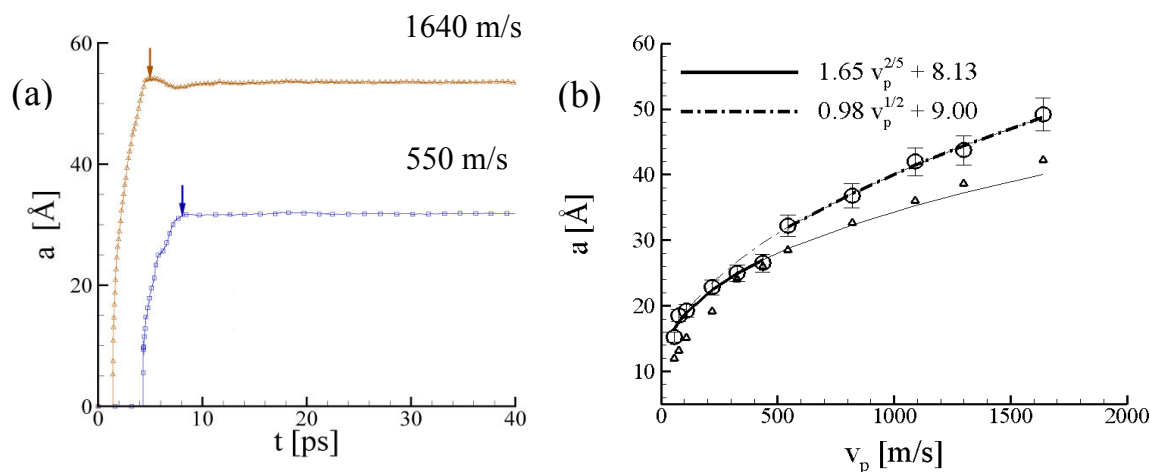 1640 m/s
(a)
550 m/s
a [Å]
60
40
20
0
0
10
20
30
40
t [ps]
(b)
1.65 v_p^{2/5} + 8.13
0.98 v_p^{1/2} + 9.00
a [Å]
60
50
40
30
20
10
0
500
1000
1500
2000
v_p [m/s]